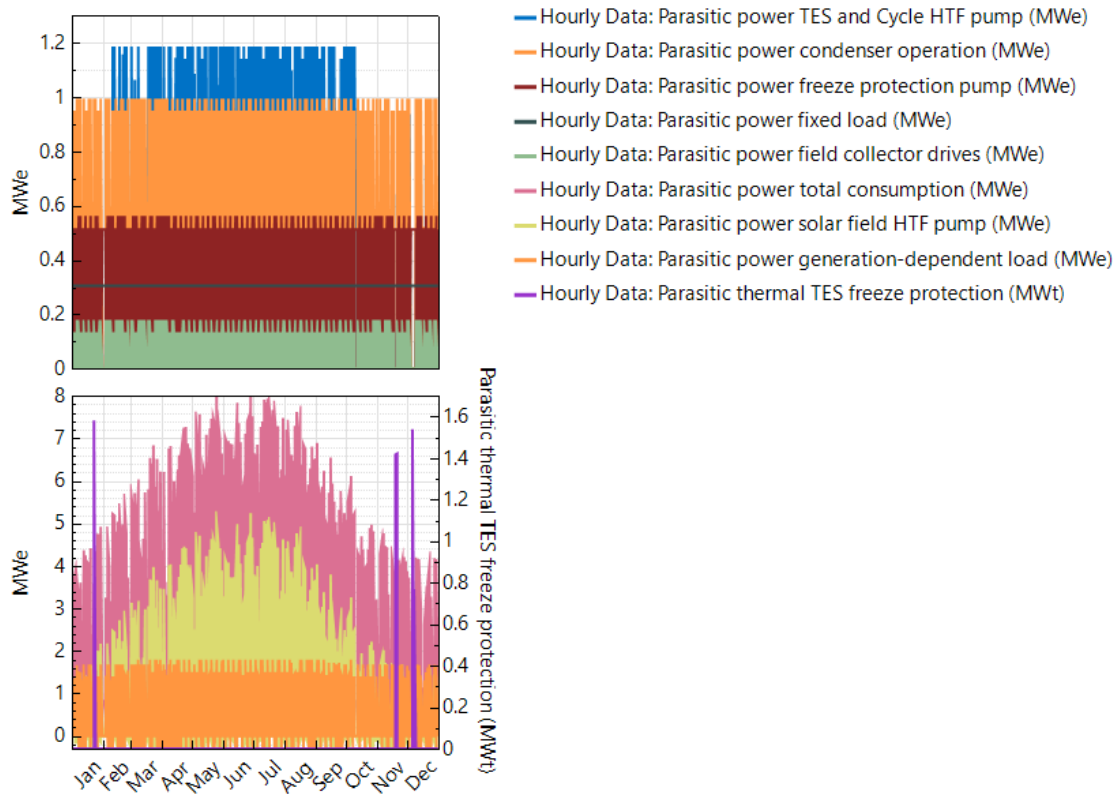 1.2
1
0.8
0.6
0.4
0.2
0
MWe
Hourly Data: Parasitic power TES and Cycle HTF pump (MWe)
Hourly Data: Parasitic power condenser operation (MWe)
Hourly Data: Parasitic power freeze protection pump (MWe)
Hourly Data: Parasitic power fixed load (MWe)
Hourly Data: Parasitic power field collector drives (MWe)
Hourly Data: Parasitic power total consumption (MWe)
Hourly Data: Parasitic power solar field HTF pump (MWe)
Hourly Data: Parasitic power generation-dependent load (MWe)
Hourly Data: Parasitic thermal TES freeze protection (MWt)
8
7
6
5
4
3
2
1
0
MWe
1.6
1.4
1.2
1
0.8
0.6
0.4
0.2
0
Parasitic thermal TES freeze protection (MWt)
Jan Feb Mar Apr May Jun Jul Aug Sep Oct Nov Dec